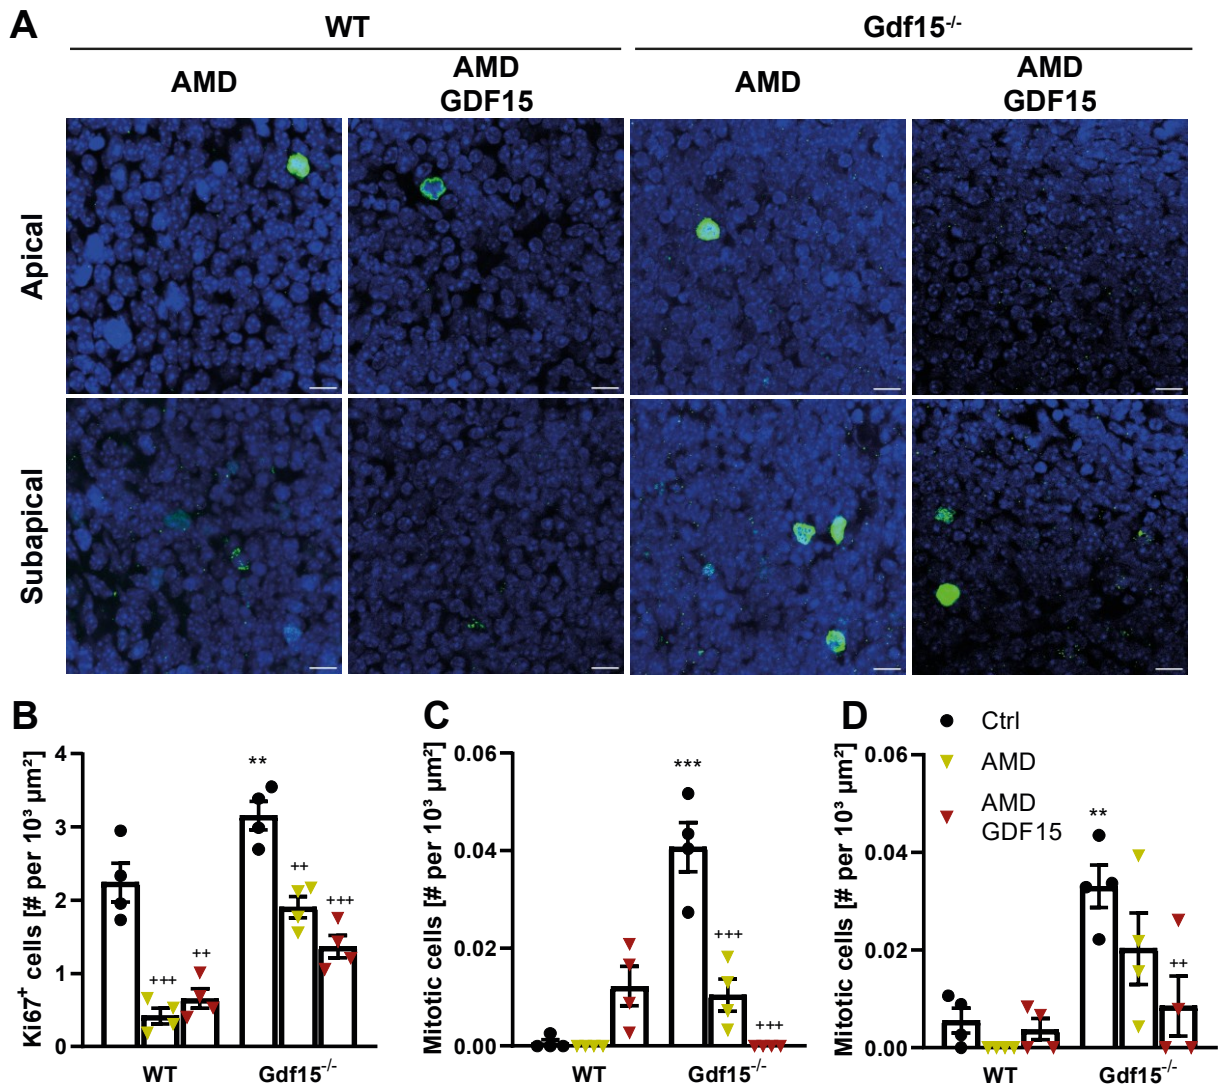 A
WT
Gdf15-/-
AMD
AMD
GDF15
AMD
AMD
GDF15
Apical
Subapical
B
Ki67+ cells [# per 10³ µm²]
4
3
2
1
0
**
+++
++
++
+++
WT
Gdf15-/-
C
Mitotic cells [# per 10³ µm²]
0.06
0.04
0.02
0.00
***
+++
+++
WT
Gdf15-/-
D
Mitotic cells [# per 10³ µm²]
0.06
0.04
0.02
0.00
Ctrl
AMD
AMD
GDF15
**
++
WT
Gdf15-/-